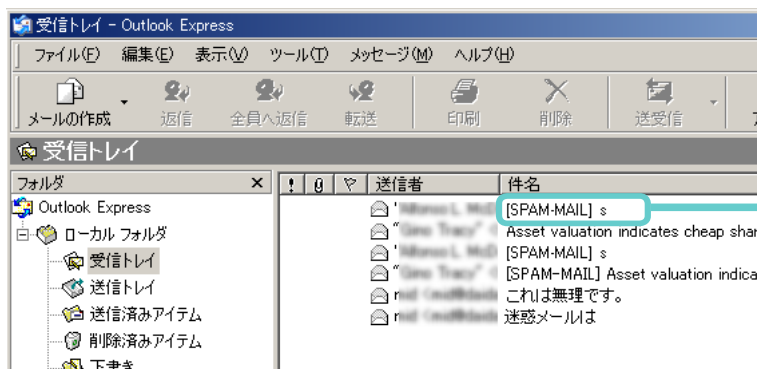 受信トレイ - Outlook Express
ファイル(F) 編集(E) 表示(V) ツール(T) メッセージ(M) ヘルプ(H)
メールの作成 返信 全員へ返信 転送 印刷 削除 送受信
受信トレイ
フォルダ × ! 送信者 件名
Outlook Express
ローカル フォルダ
受信トレイ
送信トレイ
送信済みアイテム
削除済みアイテム
下書き
[SPAM-MAIL] s
Asset valuation indicates cheap shar
[SPAM-MAIL] s
[SPAM-MAIL] Asset valuation indica
これは無理です。
迷惑メールは